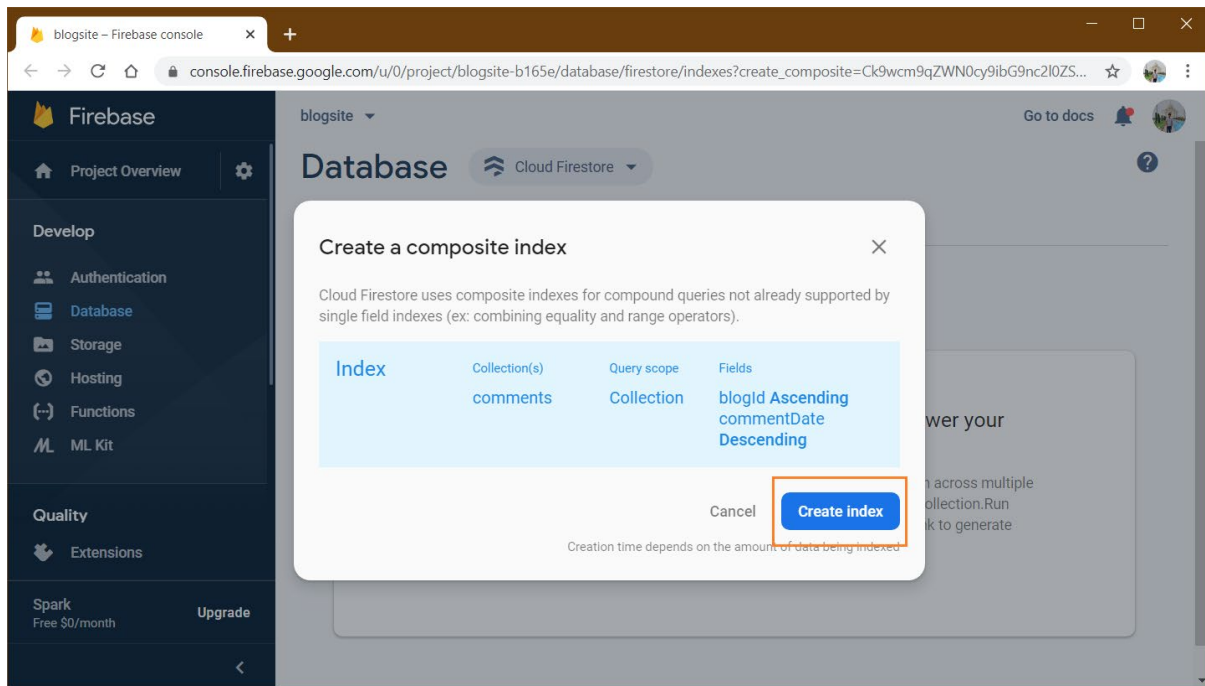 blogsite – Firebase console
console.firebase.google.com/u/0/project/blogsite-b165e/database/firestore/indexes?create_composite=Ck9wcm9qZWN0cy9ibG9nc2l0ZS...
Firebase
Project Overview
Develop
Authentication
Database
Storage
Hosting
Functions
ML Kit
Quality
Extensions
Spark
Free $0/month
Upgrade
blogsite
Go to docs
Database
Cloud Firestore
Create a composite index
Cloud Firestore uses composite indexes for compound queries not already supported by
single field indexes (ex: combining equality and range operators).
Index
Collection(s)
comments
Query scope
Collection
Fields
blogId Ascending
commentDate
Descending
Cancel
Create index
Creation time depends on the amount of data being indexed
wer your
n across multiple
ollection.Run
k to generate